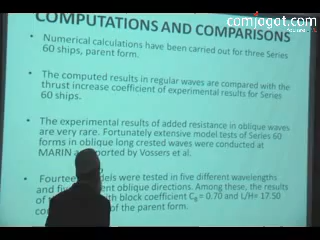 COMPUTATIONS AND COMPARISONS
comjagat.com
• Numerical calculations have been carried out for three Series
60 ships, parent form.
• The computed results in regular waves are compared with the
thrust increase coefficient of experimental results for Series
60 ships.
• The experimental results of added resistance in oblique waves
are very rare. Fortunately extensive model tests of Series 60
forms in oblique long crested waves were conducted at
MARIN by Vossers et al.
• models were tested in five different wavelengths
and oblique directions. Among these, the results
of with block coefficient CB = 0.70 and L/H= 17.50
of the parent form.